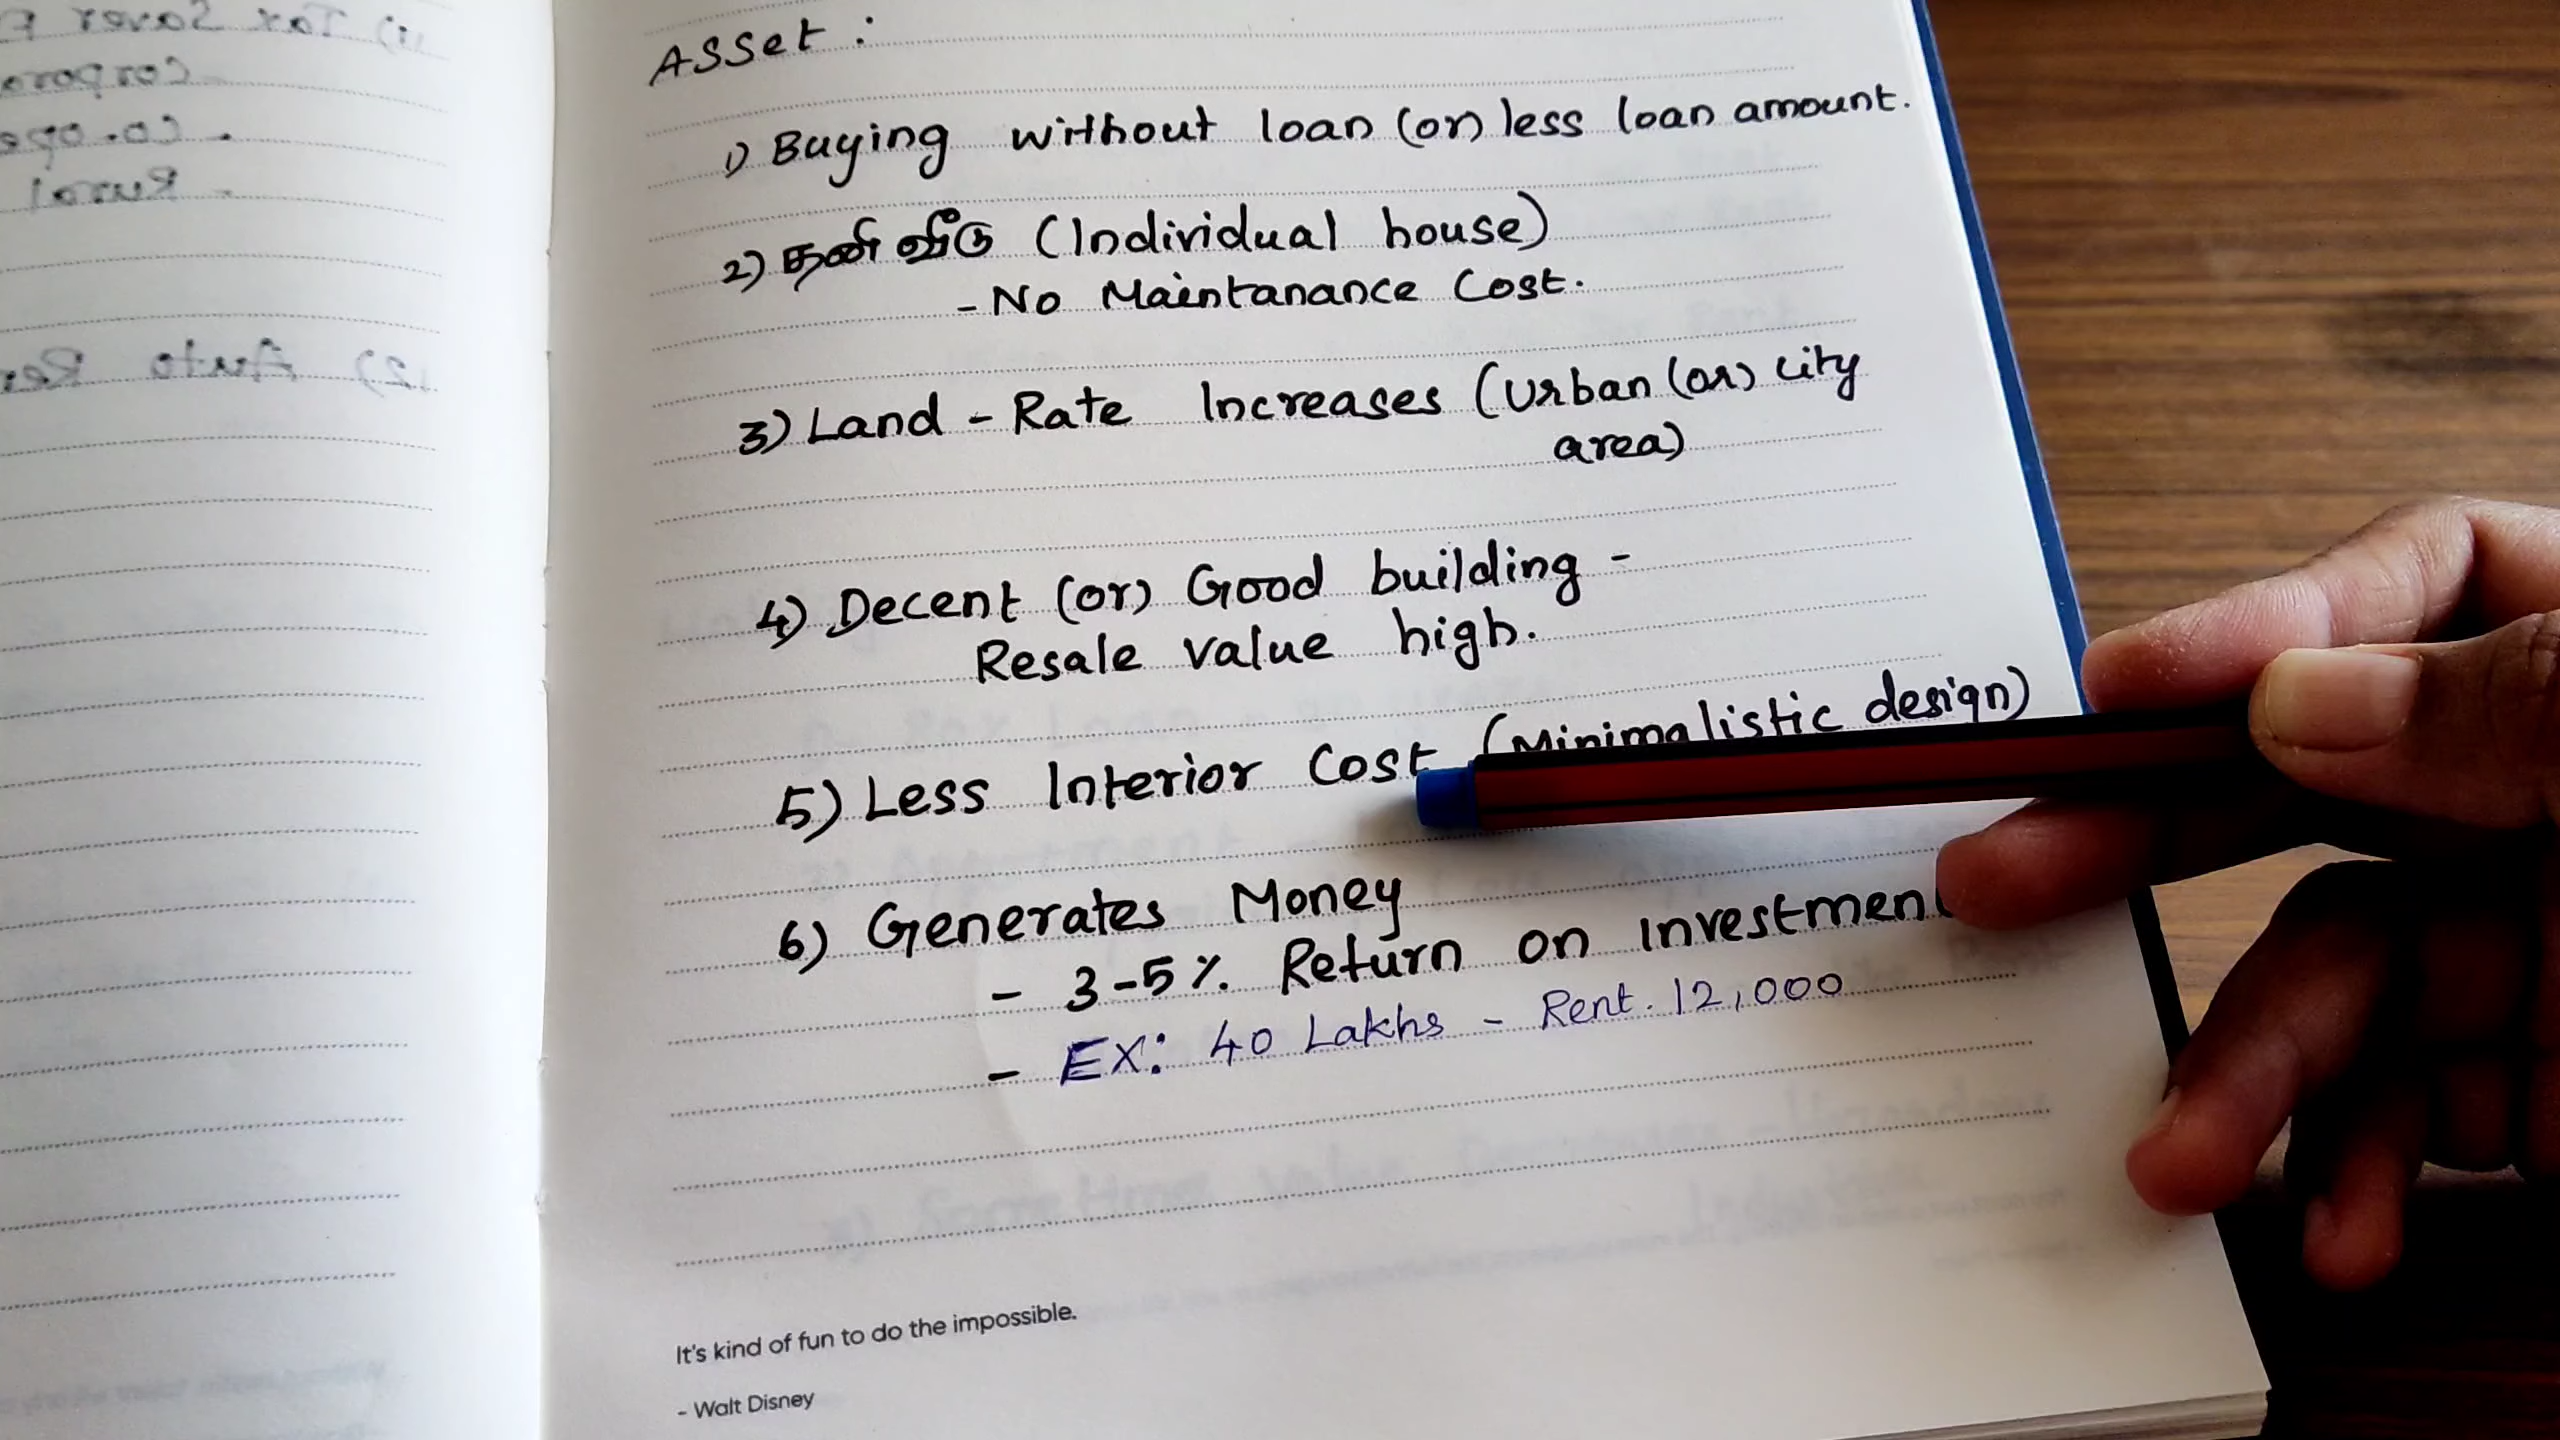 ASSet :
1) Buying without loan (or) less loan amount.
2) தனி வீடு (Individual house)
- No Maintanance Cost.
3) Land - Rate Increases (Urban (or) city
area)
4) Decent (or) Good building -
Resale value high.
5) Less Interior Cost (Minimalistic design)
6) Generates Money
- 3-5% Return on investment
- EX: 40 Lakhs - Rent. 12,000
It's kind of fun to do the impossible.
- Walt Disney